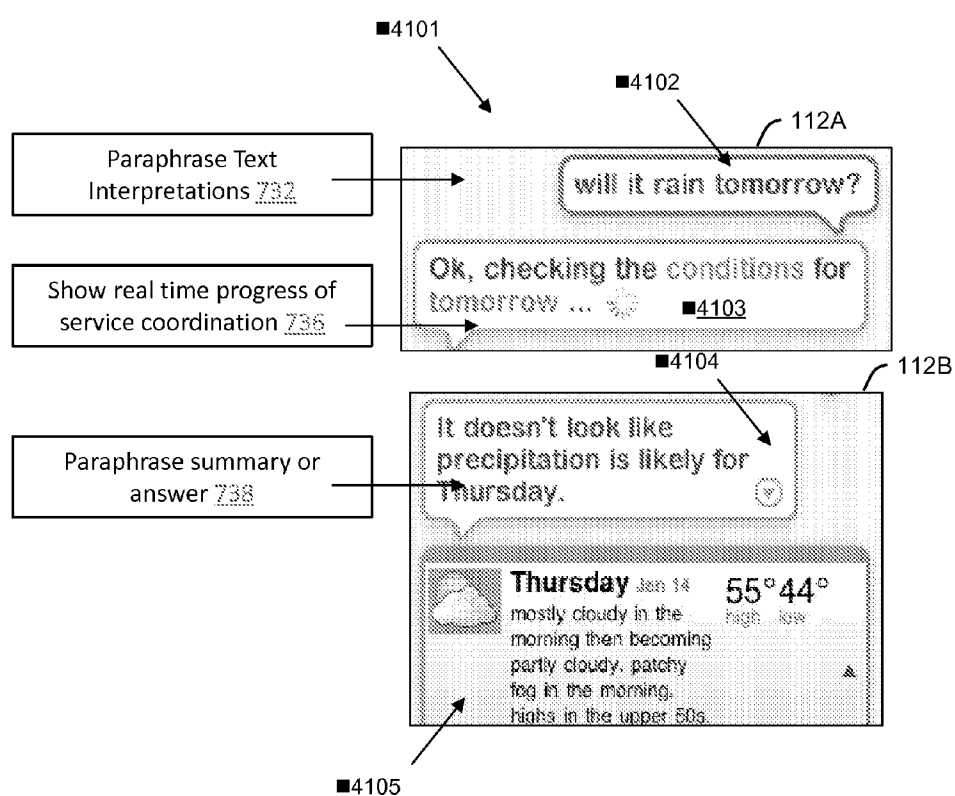 ■4101
■4102
112A
Paraphrase Text
Interpretations 732
will it rain tomorrow?
Show real time progress of
service coordination 736
Ok, checking the conditions for
tomorrow ...
■4103
■4104
112B
Paraphrase summary or
answer 738
It doesn't look like
precipitation is likely for
Thursday.
Thursday Jan 14
55° 44°
high low
mostly cloudy in the
morning then becoming
partly cloudy. patchy
fog in the morning.
highs in the upper 50s.
■4105